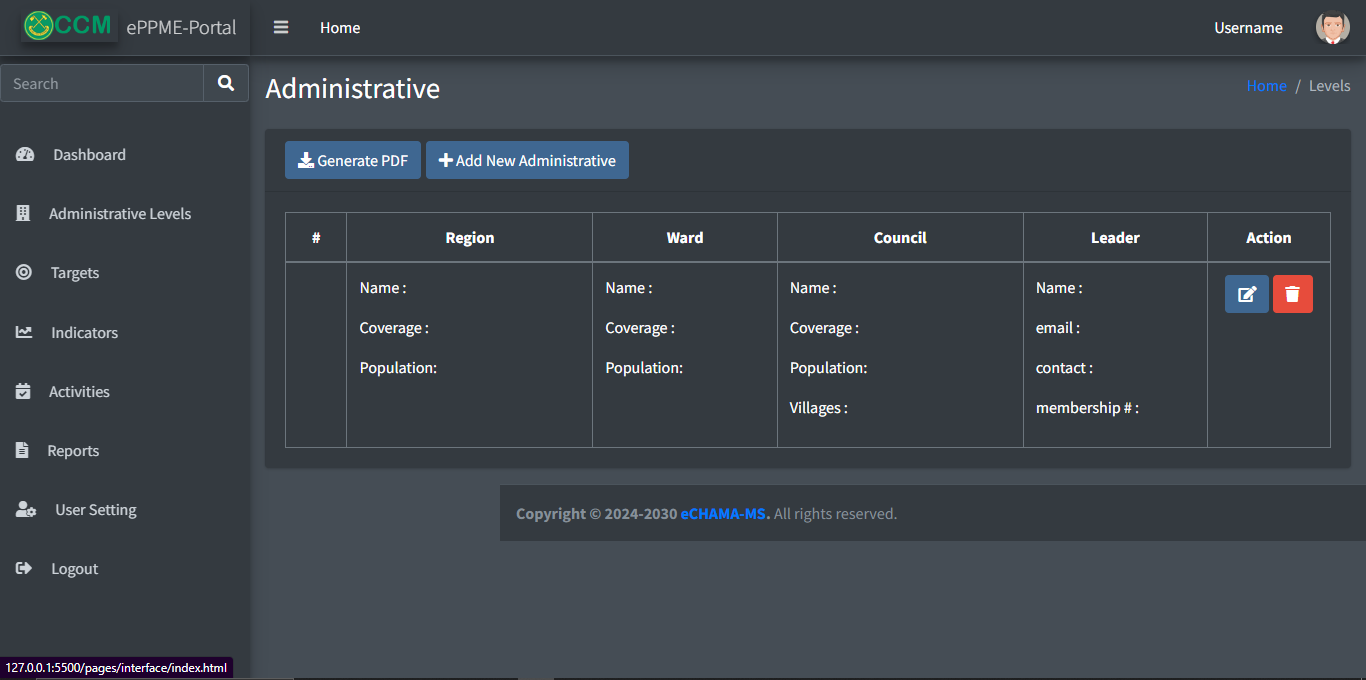 CCM ePPME-Portal
Home
Username
Search
Administrative
Home / Levels
Dashboard
Administrative Levels
Targets
Indicators
Activities
Reports
User Setting
Logout
Generate PDF
Add New Administrative
# Region Ward Council Leader Action
Name : Name : Name : Name :
Coverage : Coverage : Coverage : email :
Population: Population: Population: contact :
Villages : membership # :
Copyright © 2024-2030 eCHAMA-MS. All rights reserved.
127.0.0.1:5500/pages/interface/index.html